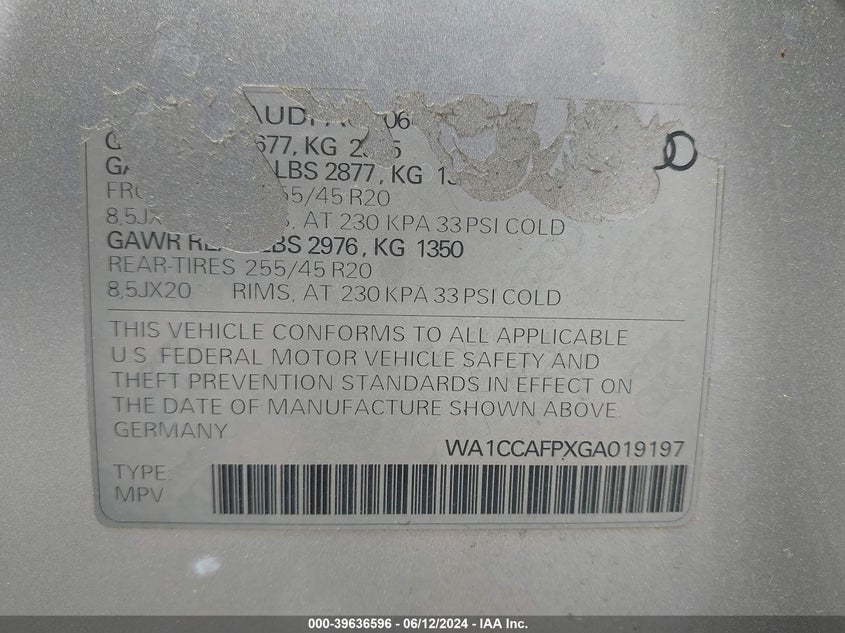 AUDI 06
677, KG 2
LBS 2877, KG
55/45 R20
AT 230 KPA 33 PSI COLD
GAWR LBS 2976, KG 1350
REAR-TIRES 255/45 R20
8,5JX20 RIMS, AT 230 KPA 33 PSI COLD
THIS VEHICLE CONFORMS TO ALL APPLICABLE
U.S. FEDERAL MOTOR VEHICLE SAFETY AND
THEFT PREVENTION STANDARDS IN EFFECT ON
THE DATE OF MANUFACTURE SHOWN ABOVE
GERMANY
WA1CCAFPXGA019197
TYPE:
MPV
000-39636596 - 06/12/2024 - IAA Inc.